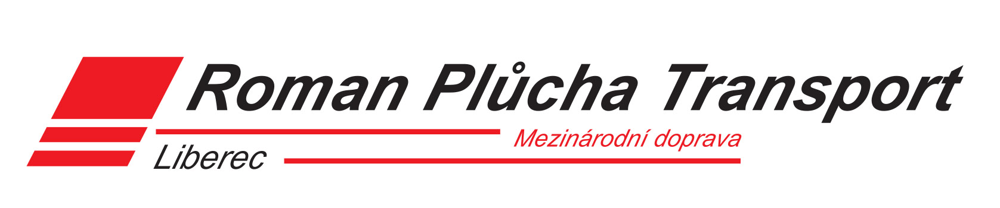 Roman Plůcha Transport
Mezinárodní doprava
Liberec